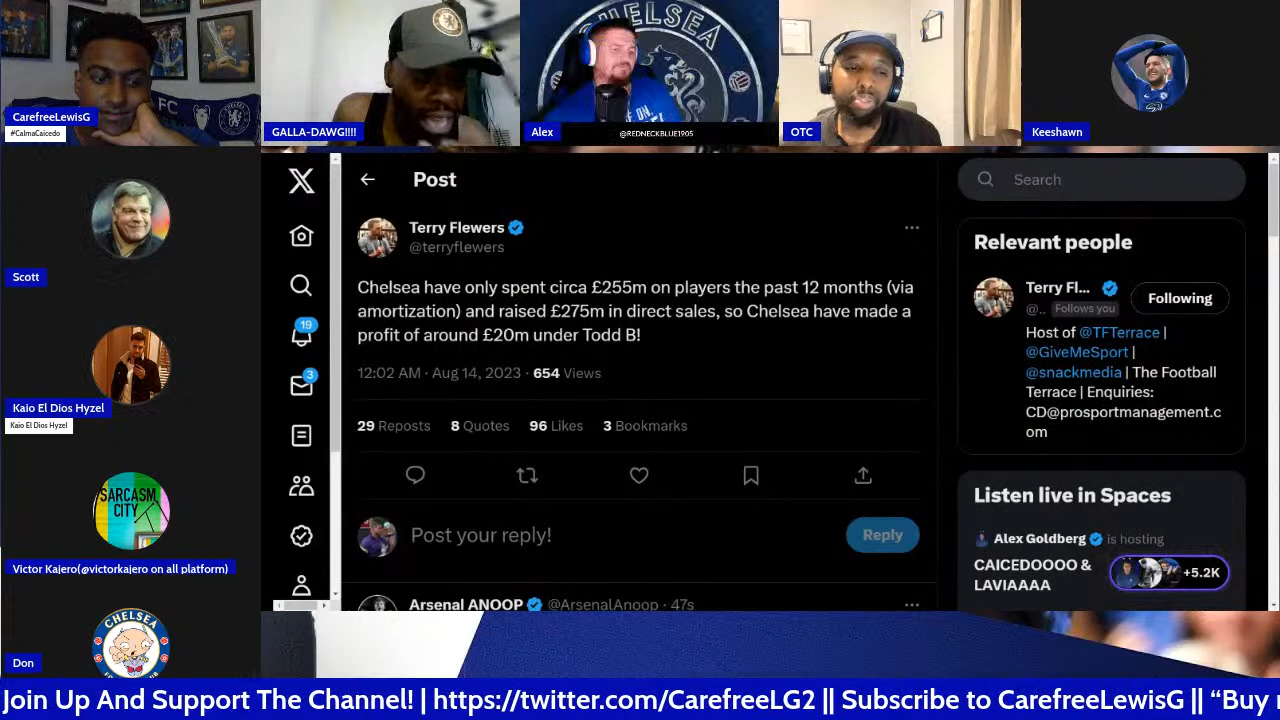 CHELSEA
FC
CarefreeLewisG
#CalmaCaicedo
GALLA-DAWG!!!!
Alex
@REDNECKBLUE1905
OTC
Keeshawn
Scott
Kaio El Dios Hyzel
Kaio El Dios Hyzel
SARCASM
CITY
Victor Kajero(@victorkajero on all platform)
CHELSEA
Don
19
3
Post
Terry Flewers
@terryflewers
Chelsea have only spent circa £255m on players the past 12 months (via
amortization) and raised £275m in direct sales, so Chelsea have made a
profit of around £20m under Todd B!
12:02 AM · Aug 14, 2023 · 654 Views
29 Reposts 8 Quotes 96 Likes 3 Bookmarks
Post your reply!
Reply
Arsenal ANOOP @ArsenalAnoop · 47s
Search
Relevant people
Terry Fl...
Following
@.. Follows you
Host of @TFTerrace |
@GiveMeSport |
@snackmedia | The Football
Terrace | Enquiries:
CD@prosportmanagement.c
om
Listen live in Spaces
Alex Goldberg is hosting
CAICEDOOOO &
LAVIAAAA
+5.2K
Join Up And Support The Channel! | https://twitter.com/CarefreeLG2 || Subscribe to CarefreeLewisG || “Buy